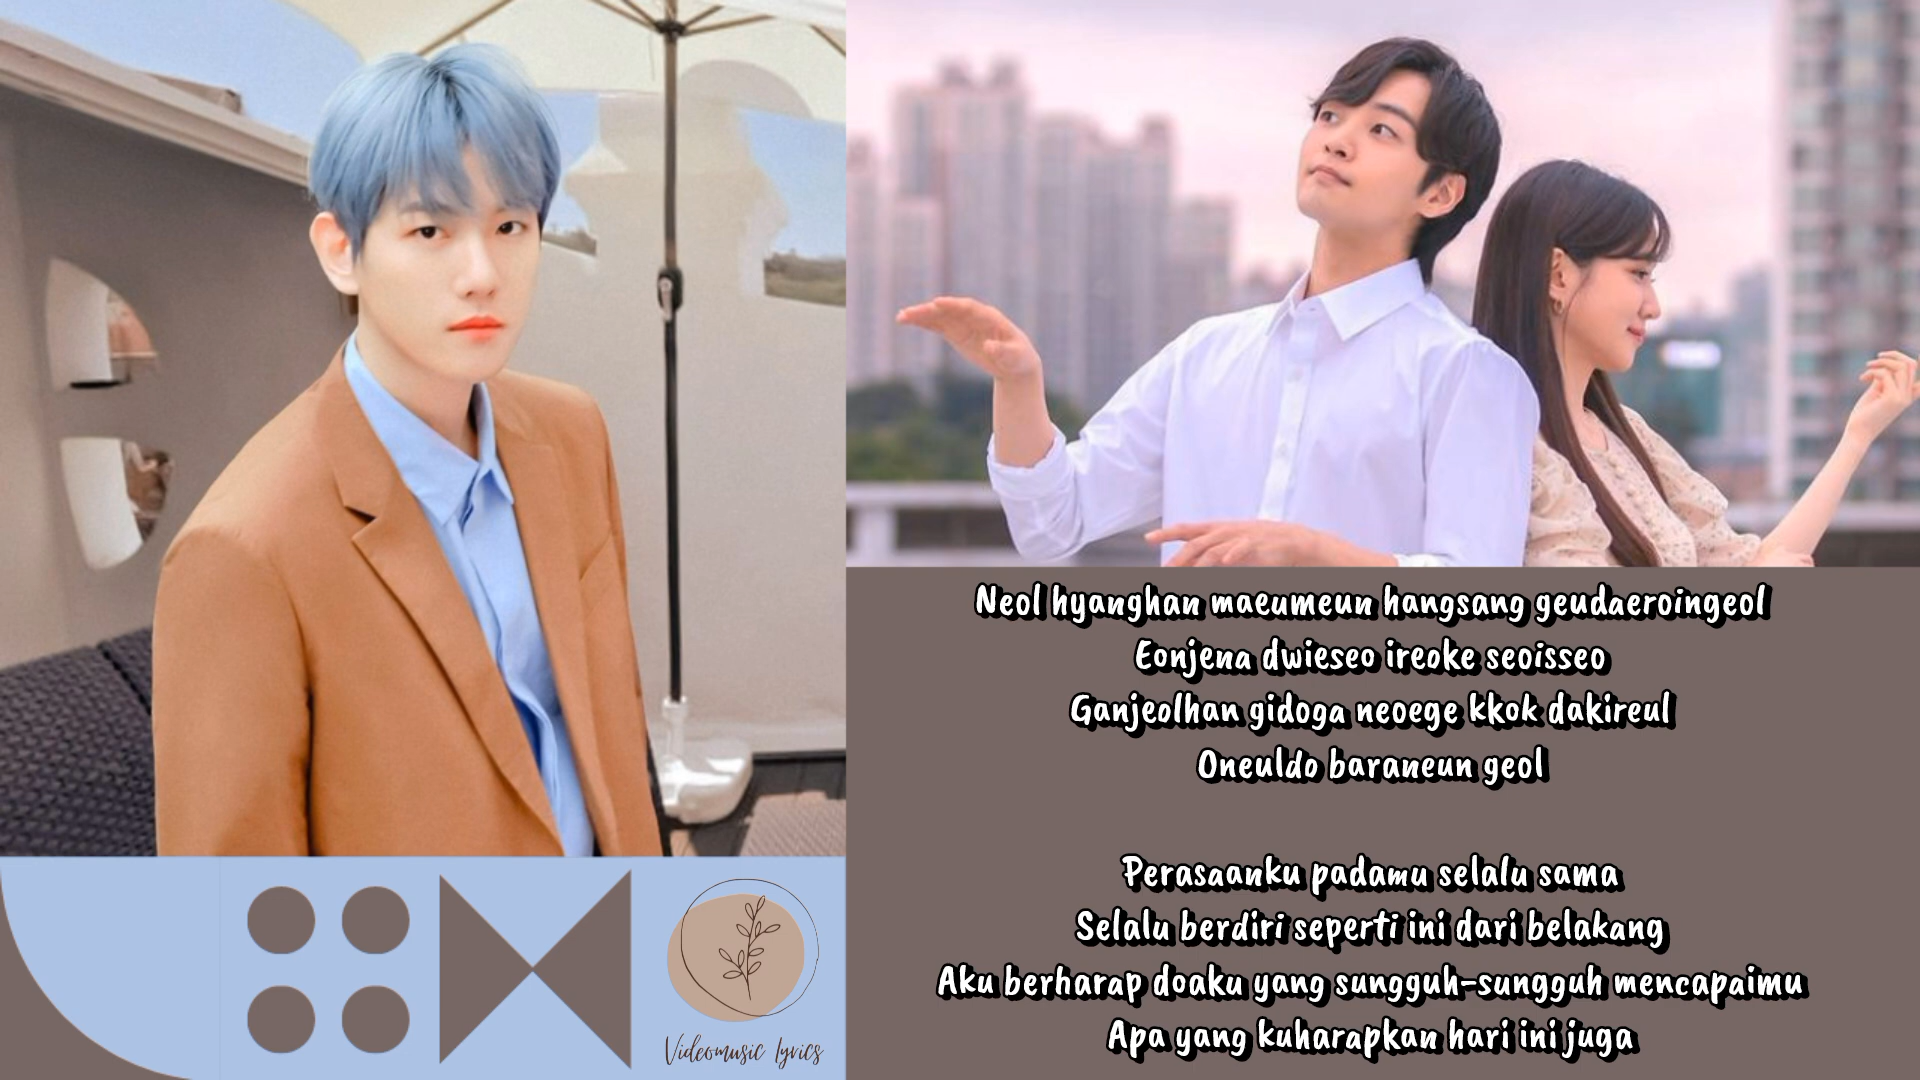 Neol hyanghan maeumeun hangsang geudaeroingeol
Eonjena dwieseo ireoke seoisseo
Ganjeolhan gidoga neoege kkok dakireul
Oneuldo baraneun geol
Perasaanku padamu selalu sama
Selalu berdiri seperti ini dari belakang
Aku berharap doaku yang sungguh-sungguh mencapaimu
Apa yang kuharapkan hari ini juga
Videomusic lyrics